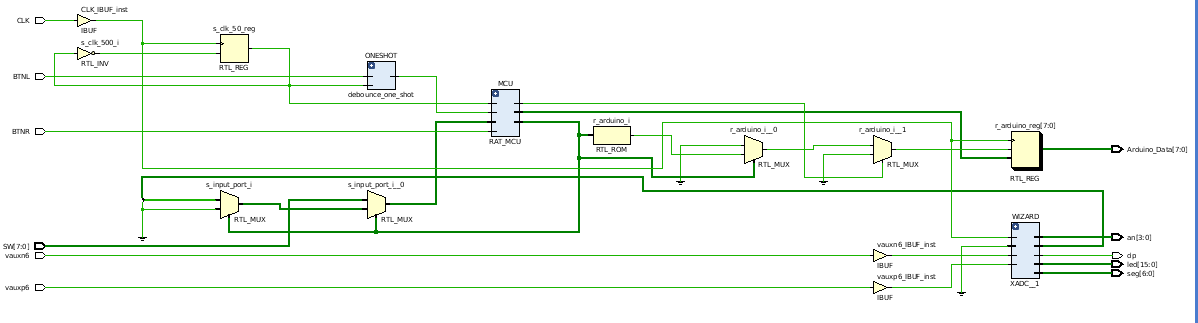 CLK
CLK_IBUF_inst
IBUF
s_clk_500_i
RTL_INV
s_clk_50_reg
RTL_REG
BTNL
ONESHOT
debounce_one_shot
MCU
RAT_MCU
BTNR
r_arduino_i
RTL_ROM
r_arduino_i__0
RTL_MUX
r_arduino_i__1
RTL_MUX
r_arduino_reg[7:0]
RTL_REG
Arduino_Data[7:0]
s_input_port_i
RTL_MUX
s_input_port_i__0
RTL_MUX
SW[7:0]
vauxn6
vauxn6_IBUF_inst
IBUF
vauxp6
vauxp6_IBUF_inst
IBUF
WIZARD
XADC__1
an[3:0]
dp
led[15:0]
seg[6:0]